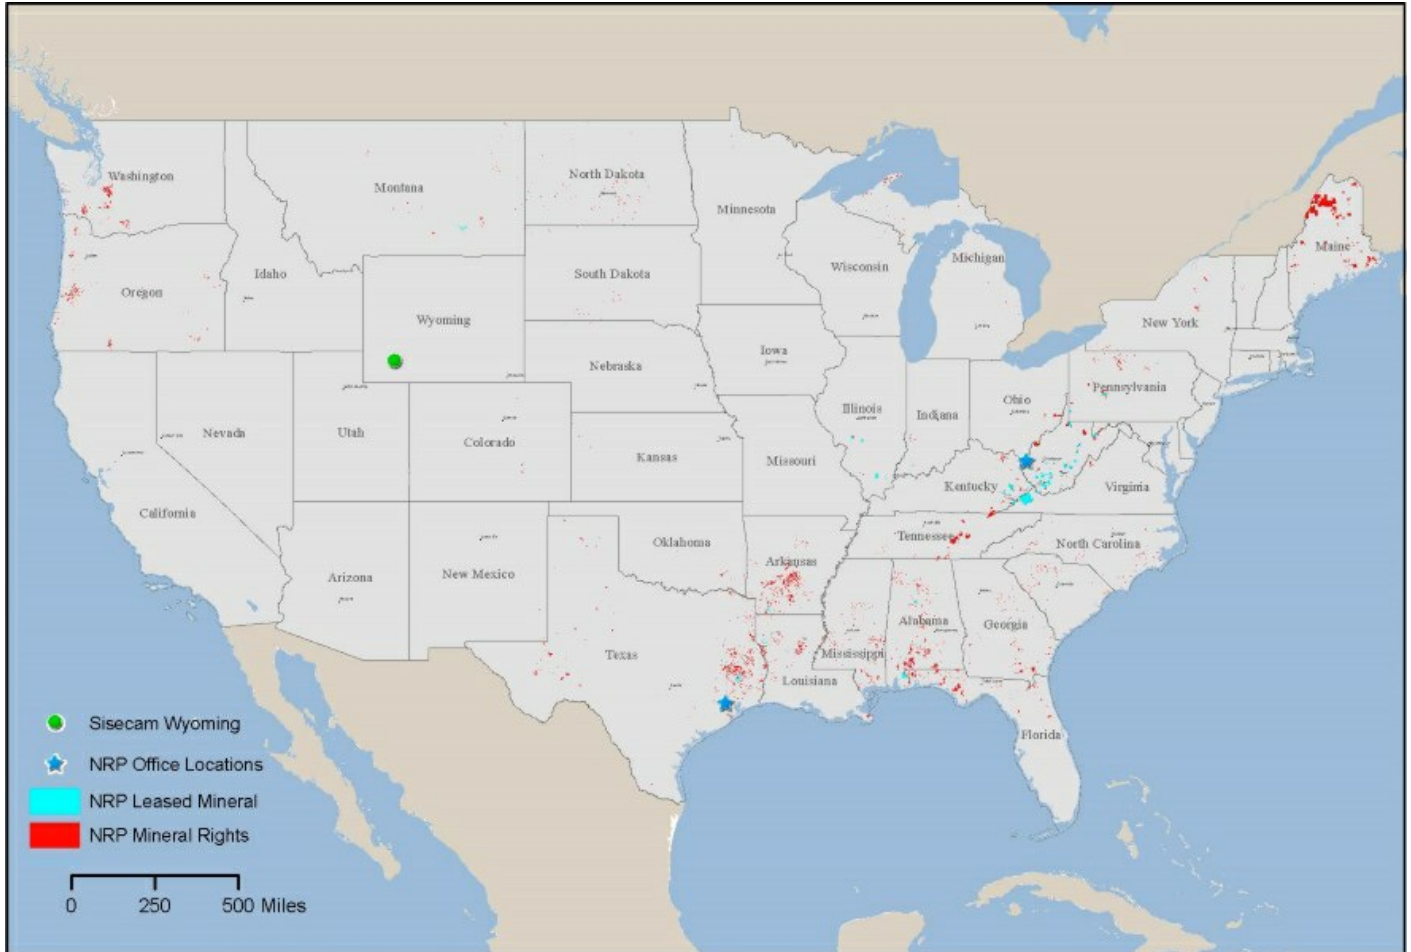 Washington
Montana
North Dakota
Minnesota
Oregon
Idaho
Wyoming
South Dakota
Wisconsin
Michigan
Maine
New York
Nebraska
Iowa
Illinois
Indiana
Ohio
Pennsylvania
Nevada
Utah
Colorado
Kansas
Missouri
Kentucky
Virginia
California
Arizona
New Mexico
Oklahoma
Arkansas
Tennessee
North Carolina
Texas
Louisiana
Mississippi
Alabama
Georgia
Florida
Sisecam Wyoming
NRP Office Locations
NRP Leased Mineral
NRP Mineral Rights
0 250 500 Miles